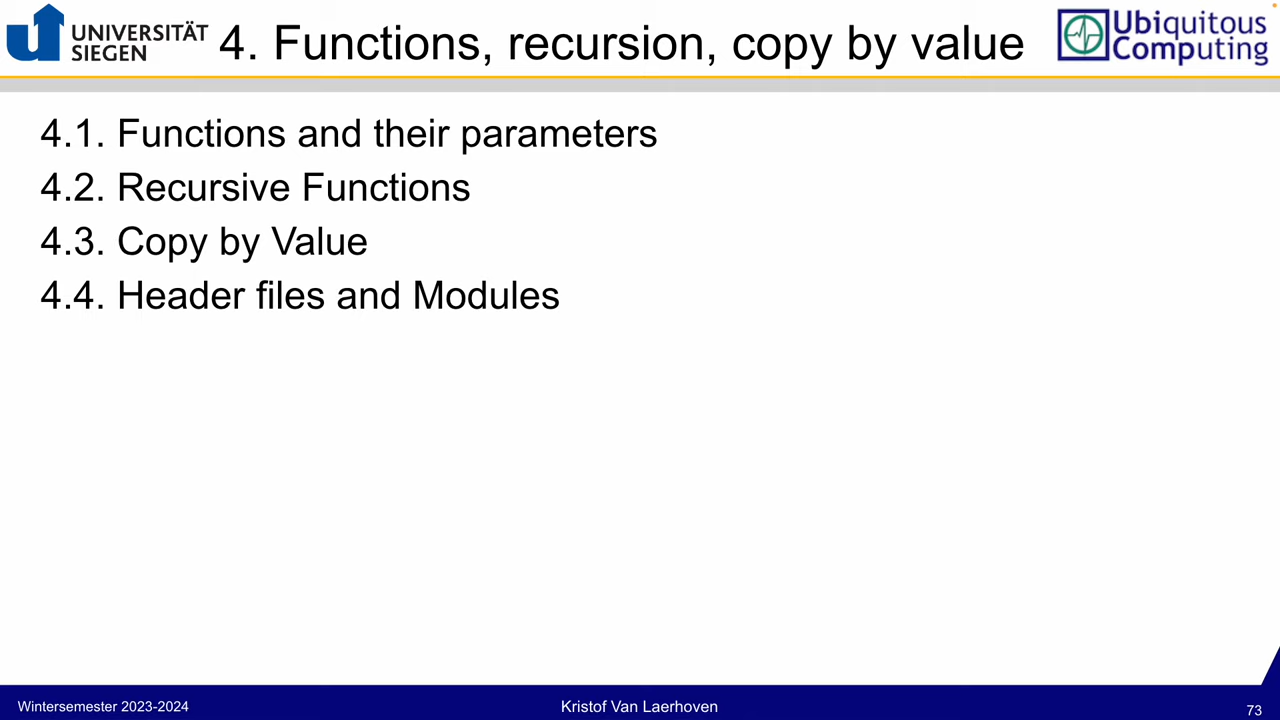 UNIVERSITÄT
SIEGEN
4. Functions, recursion, copy by value
Ubiquitous
Computing
4.1. Functions and their parameters
4.2. Recursive Functions
4.3. Copy by Value
4.4. Header files and Modules
Wintersemester 2023-2024
Kristof Van Laerhoven
73